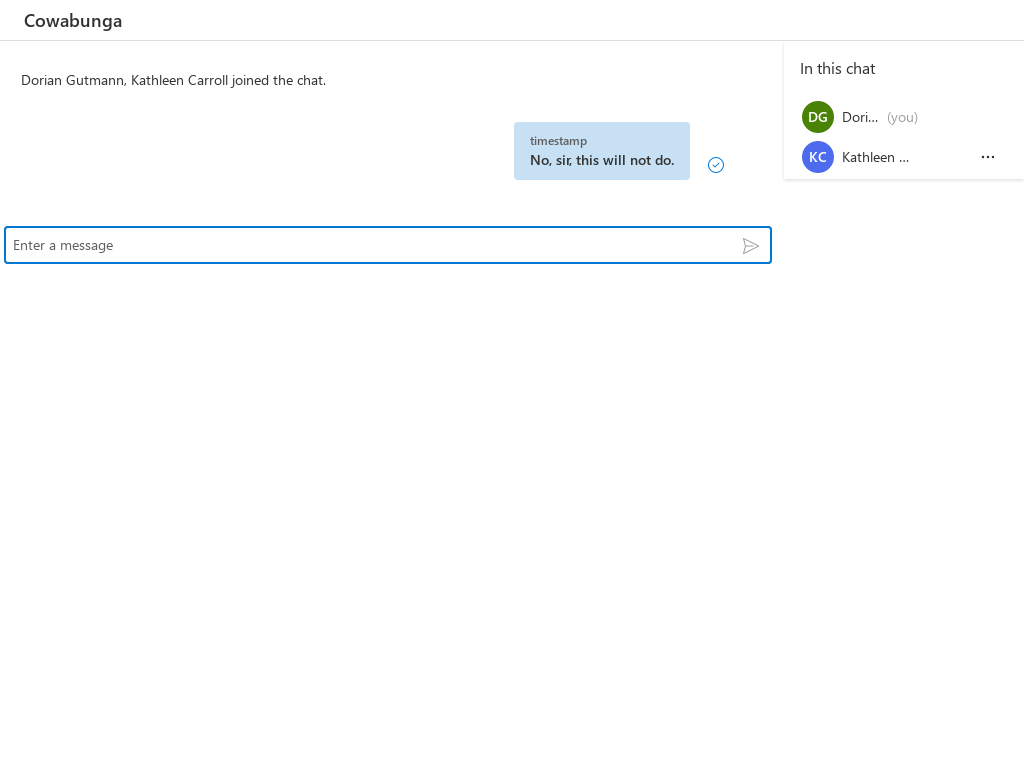 Cowabunga
Dorian Gutmann, Kathleen Carroll joined the chat.
timestamp
No, sir, this will not do.
Enter a message
In this chat
DG Dori... (you)
KC Kathleen ...